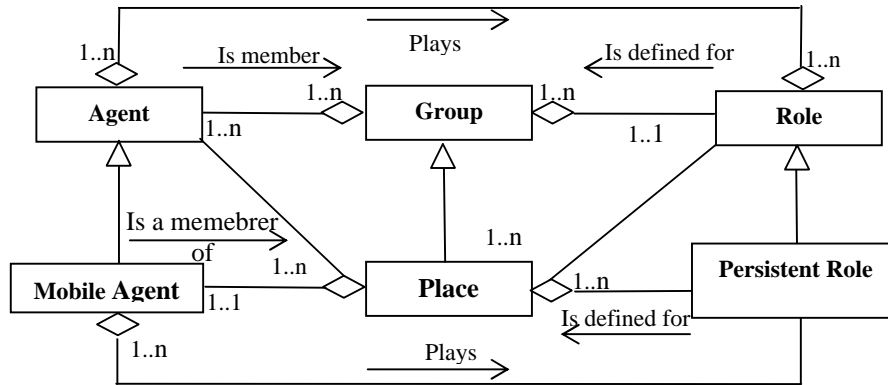 Plays
1..n
Is member
Is defined for
1..n
1..n
1..n
Agent
Group
Role
1..n
1..1
Is a memebrer
of
1..n
1..n
Mobile Agent
Place
Persistent Role
1..n
1..1
Is defined for
1..n
Plays